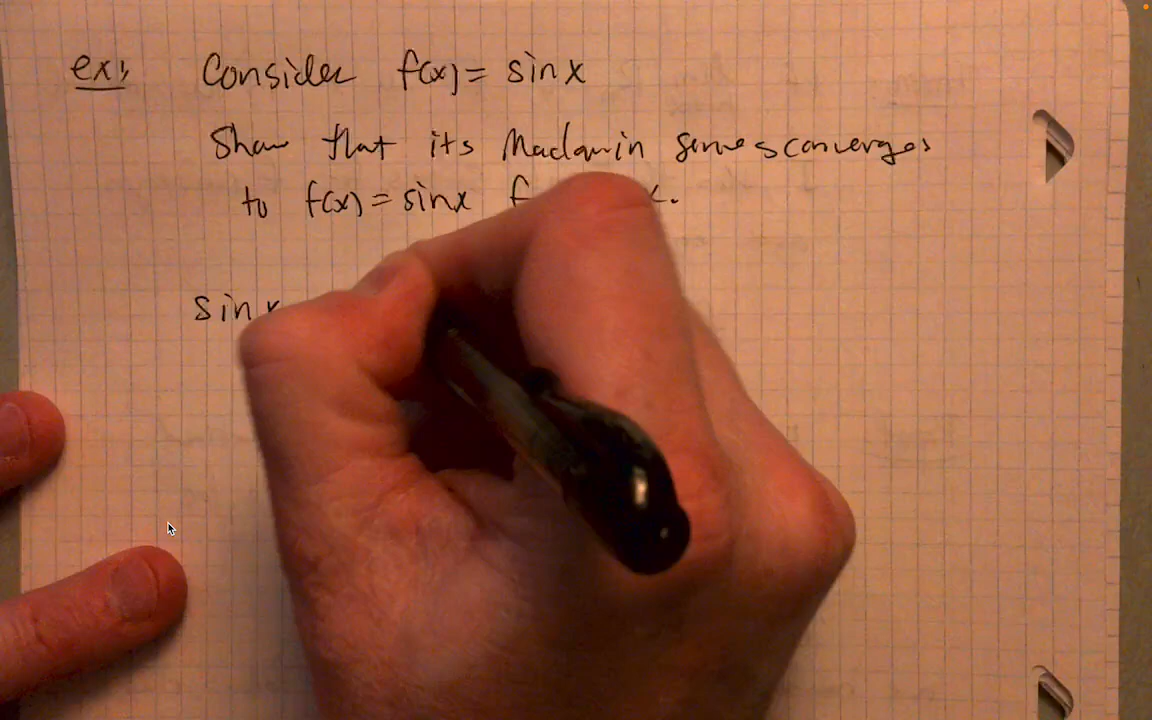 ex: Consider f(x) = sin x
Show that its Maclaurin series converges
to f(x) = sin x
sin x